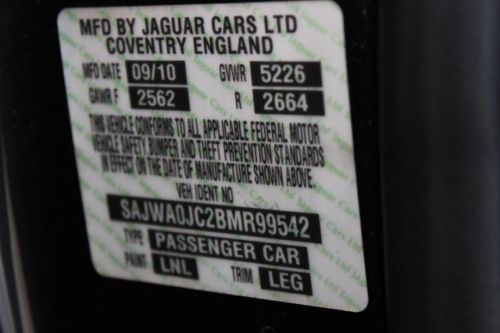 MFD BY JAGUAR CARS LTD
COVENTRY ENGLAND
MFD DATE 09/10 GVWR 5226
GAWR F 2562 R 2664
THIS VEHICLE CONFORMS TO ALL APPLICABLE FEDERAL MOTOR
VEHICLE SAFETY, BUMPER AND THEFT PREVENTION STANDARDS
IN EFFECT ON THE DATE OF MANUFACTURE SHOWN ABOVE.
VEH IDENT NO
SAJWA0JC2BMR99542
TYPE PASSENGER CAR
PAINT LNL TRIM LEG